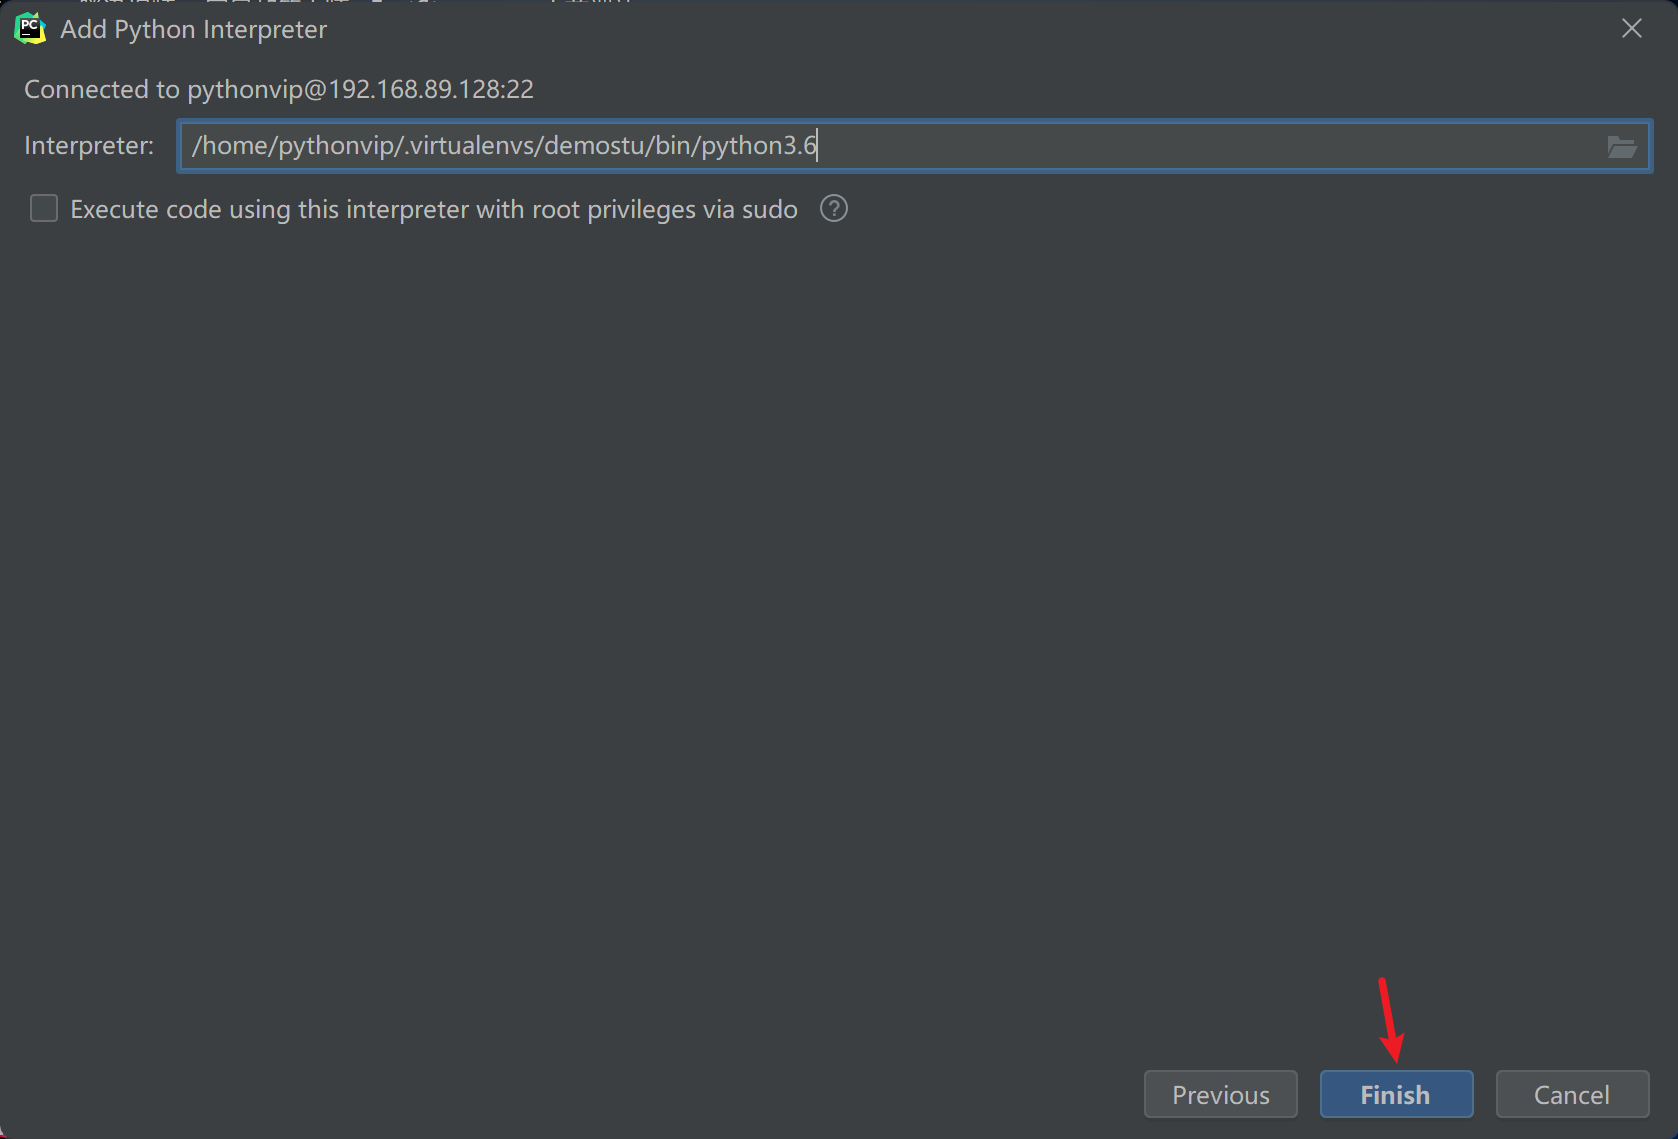 PC
Add Python Interpreter
Connected to pythonvip@192.168.89.128:22
Interpreter: /home/pythonvip/.virtualenvs/demostu/bin/python3.6
Execute code using this interpreter with root privileges via sudo ?
Previous Finish Cancel